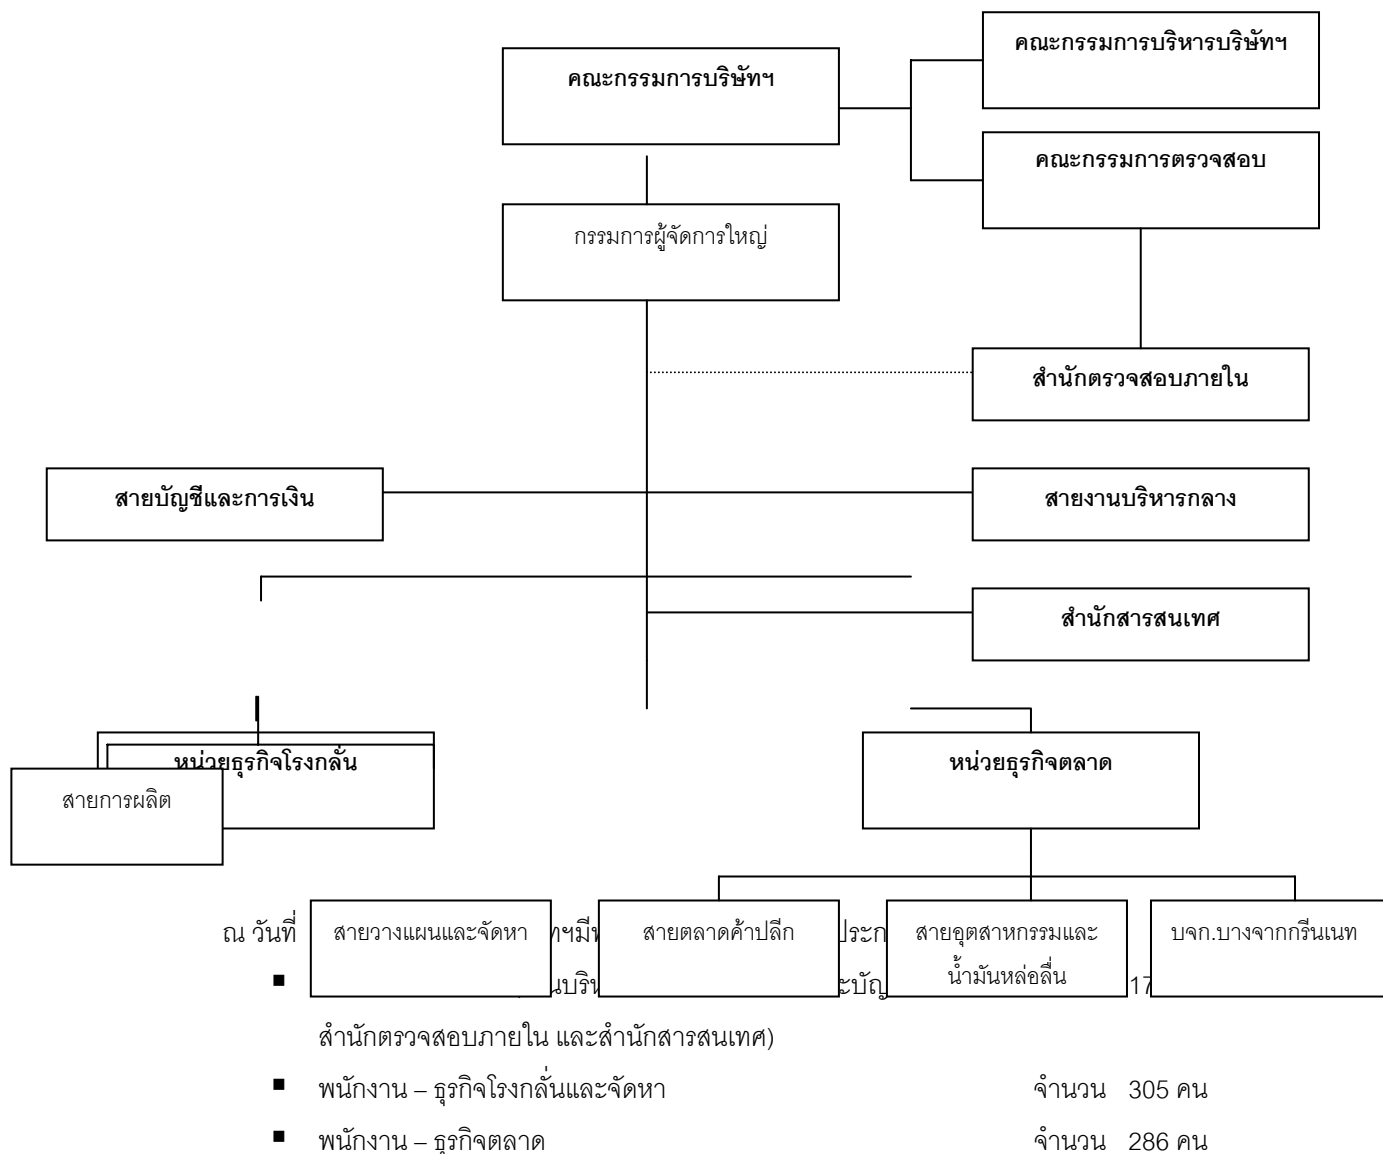 คณะกรรมการบริหารบริษัทฯ
คณะกรรมการบริษัทฯ
คณะกรรมการตรวจสอบ
กรรมการผู้จัดการใหญ่
สำนักตรวจสอบภายใน
สายบัญชีและการเงิน
สายงานบริหารกลาง
สำนักสารสนเทศ
หน่วยธุรกิจโรงกลั่น
หน่วยธุรกิจตลาด
สายการผลิต
สายวางแผนและจัดหา
สายตลาดค้าปลีก
สายอุตสาหกรรมและ
น้ำมันหล่อลื่น
บจก.บางจากกรีนเนท
ณ วันที่
สำนักตรวจสอบภายใน และสำนักสารสนเทศ)
พนักงาน – ธุรกิจโรงกลั่นและจัดหา จำนวน 305 คน
พนักงาน – ธุรกิจตลาด จำนวน 286 คน